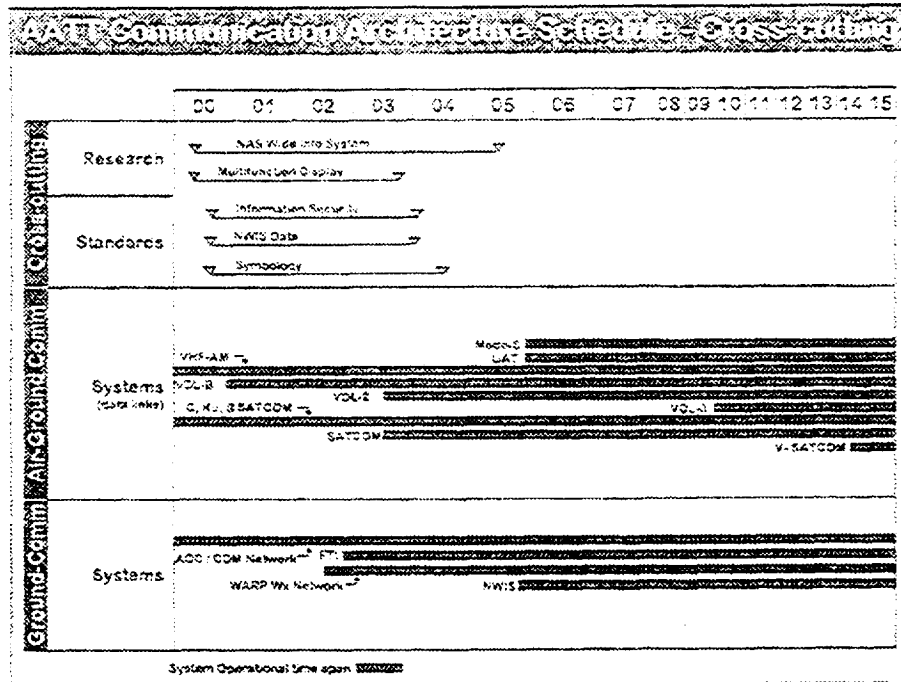 AATT Communication Architecture Schedule - Cross-cutting
00 01 02 03 04 05 06 07 08 09 10 11 12 13 14 15
Cross-cutting
Research
NAS Wide Info System
Multifunction Display
Standards
Information Security
NWIS Data
Symbology
Air-Ground Comm
Systems
(data links)
Mode-S
UAT
VHF-AM
VDL-B
VDL-2
SATCOM
VDL-3
SATCOM
SATCOM
Ground-Comm
Systems
Network
FTI
WARP Wx Network
NWIS
System Operational time span